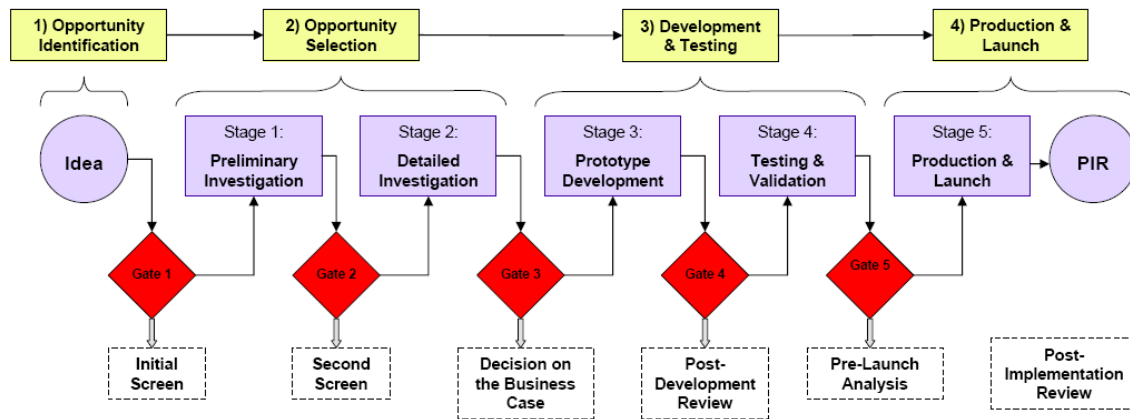 1) Opportunity
Identification
2) Opportunity
Selection
3) Development
& Testing
4) Production &
Launch
Idea
Stage 1:
Preliminary
Investigation
Stage 2:
Detailed
Investigation
Stage 3:
Prototype
Development
Stage 4:
Testing &
Validation
Stage 5:
Production &
Launch
PIR
Gate 1
Gate 2
Gate 3
Gate 4
Gate 5
Initial
Screen
Second
Screen
Decision on
the Business
Case
Post-
Development
Review
Pre-Launch
Analysis
Post-
Implementation
Review